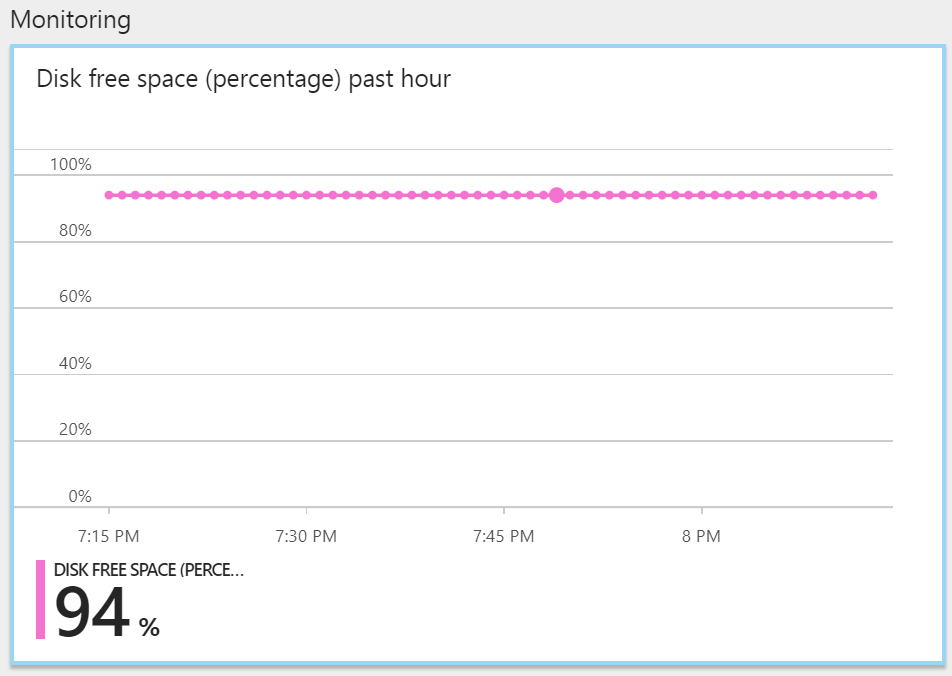 Monitoring
Disk free space (percentage) past hour
100%
80%
60%
40%
20%
0%
7:15 PM 7:30 PM 7:45 PM 8 PM
DISK FREE SPACE (PERCE...
94 %